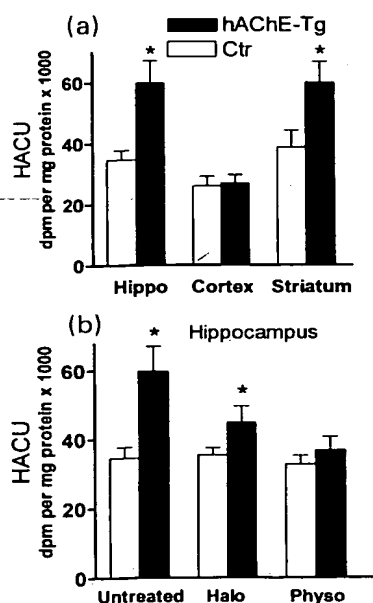 (a)
hAChE-Tg
Ctr
*
*
HACU
dpm per mg protein x 1000
60
40
20
0
Hippo Cortex Striatum
(b)
Hippocampus
*
*
HACU
dpm per mg protein x 1000
60
40
20
0
Untreated Halo Physo